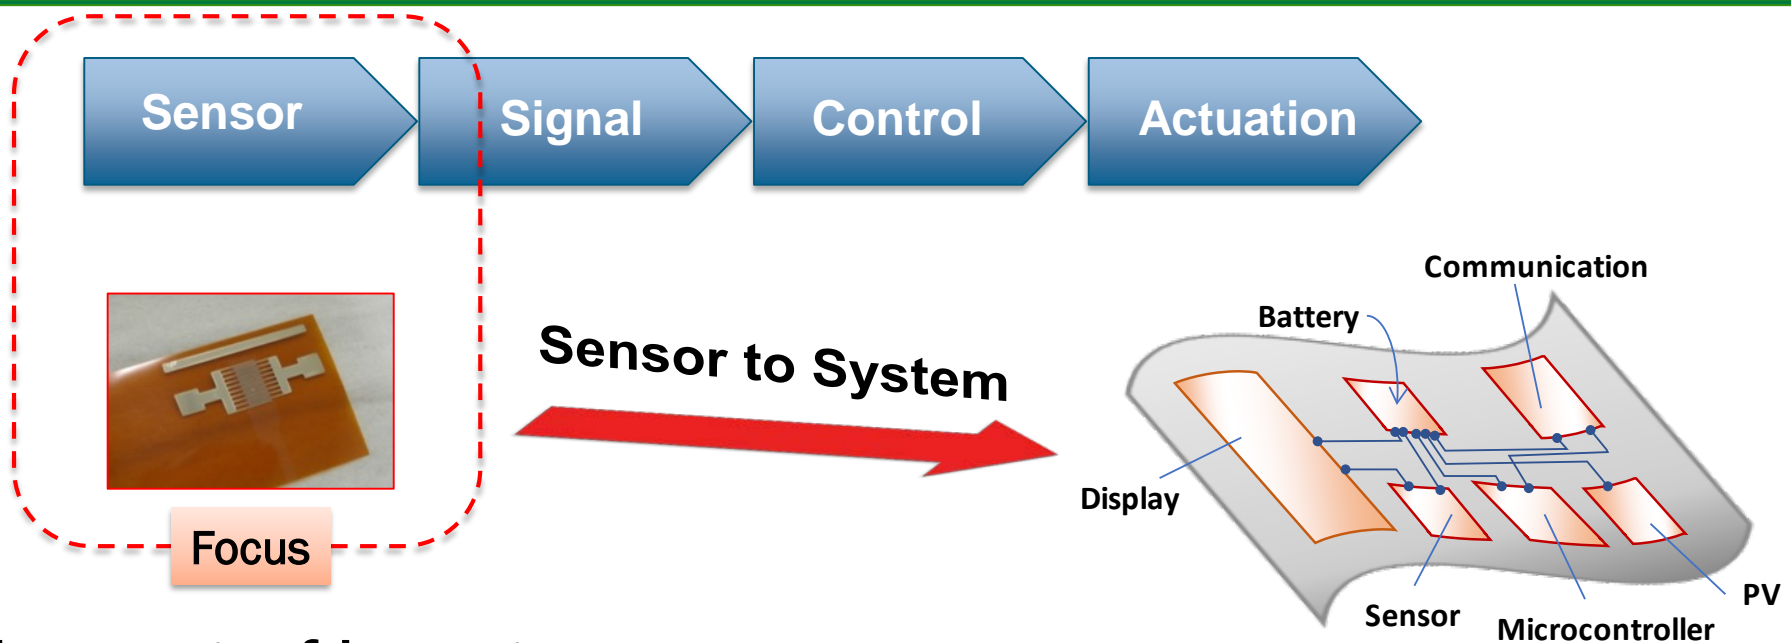 Sensor
Signal
Control
Actuation
Communication
Battery
Sensor to System
Display
Focus
Sensor
Microcontroller
PV